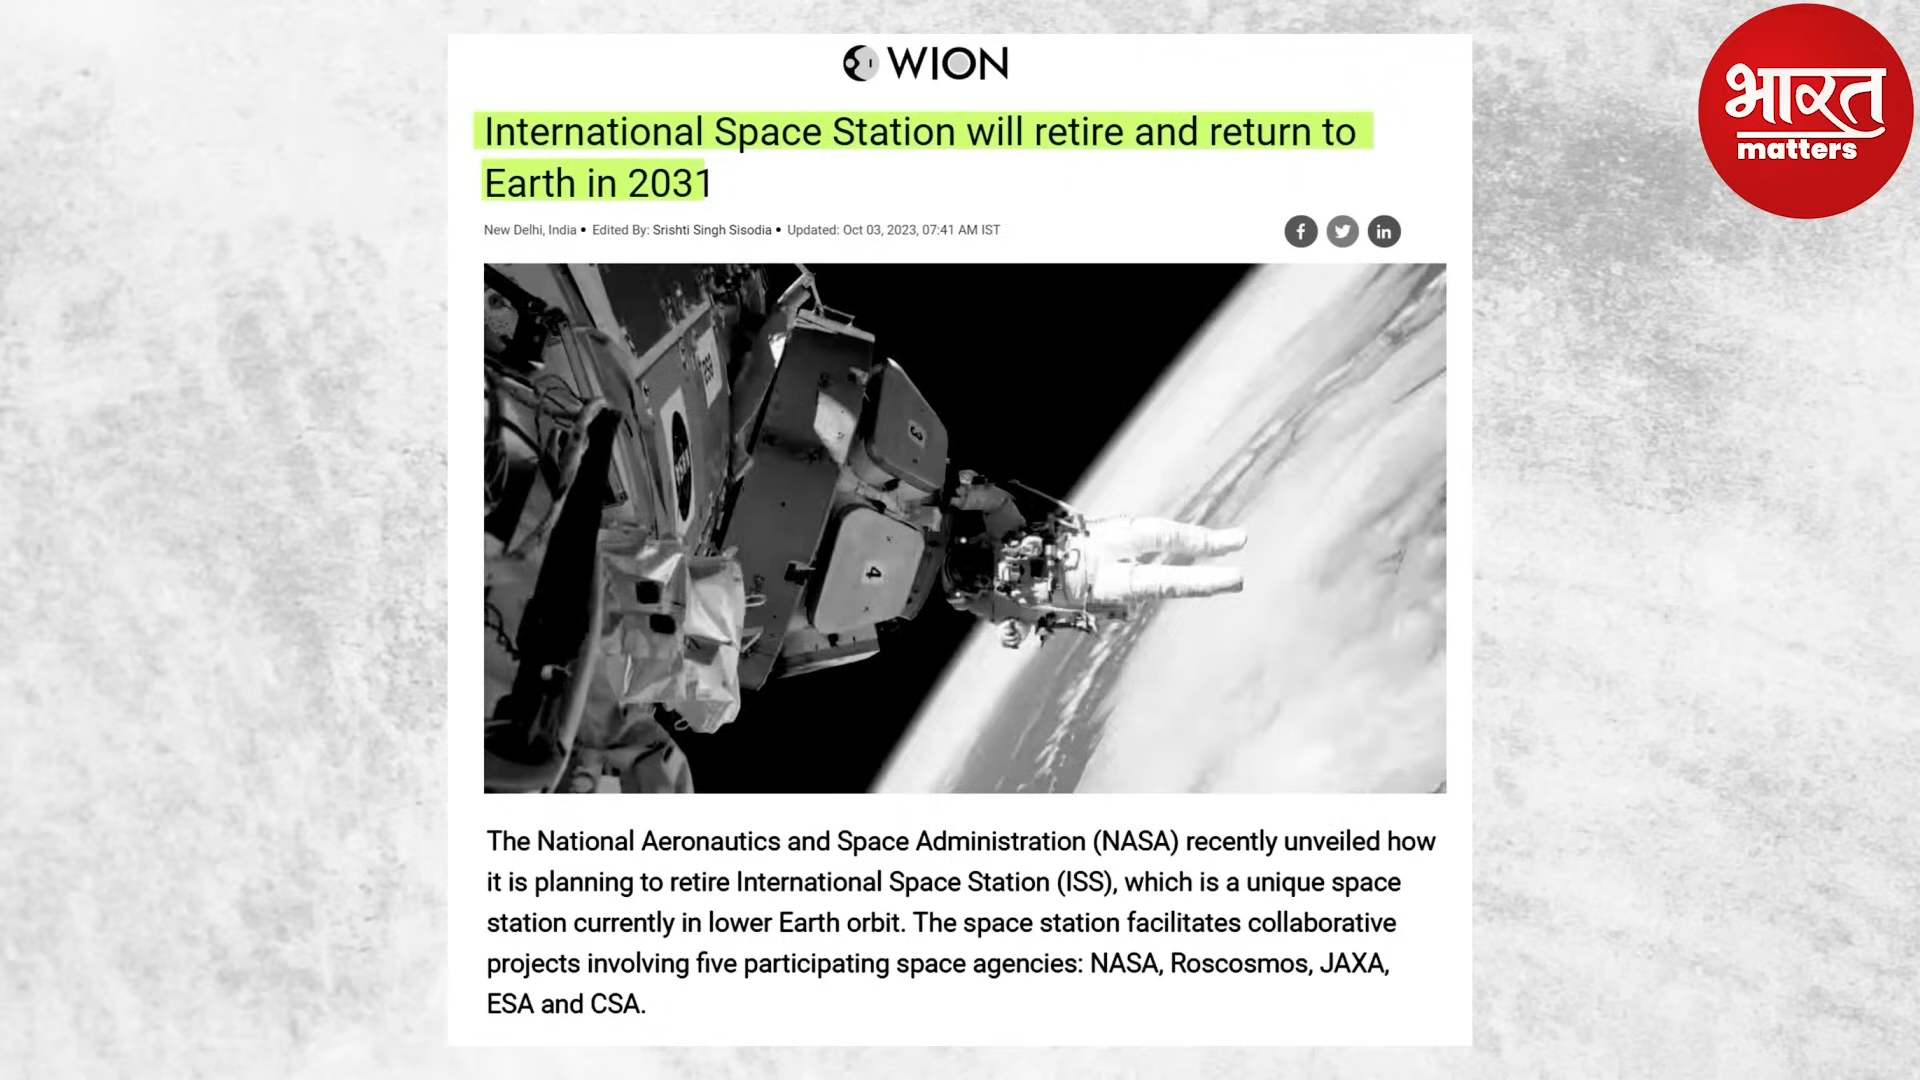 WION
भारत
matters
International Space Station will retire and return to
Earth in 2031
New Delhi, India • Edited By: Srishti Singh Sisodia • Updated: Oct 03, 2023, 07:41 AM IST
3
4
The National Aeronautics and Space Administration (NASA) recently unveiled how
it is planning to retire International Space Station (ISS), which is a unique space
station currently in lower Earth orbit. The space station facilitates collaborative
projects involving five participating space agencies: NASA, Roscosmos, JAXA,
ESA and CSA.